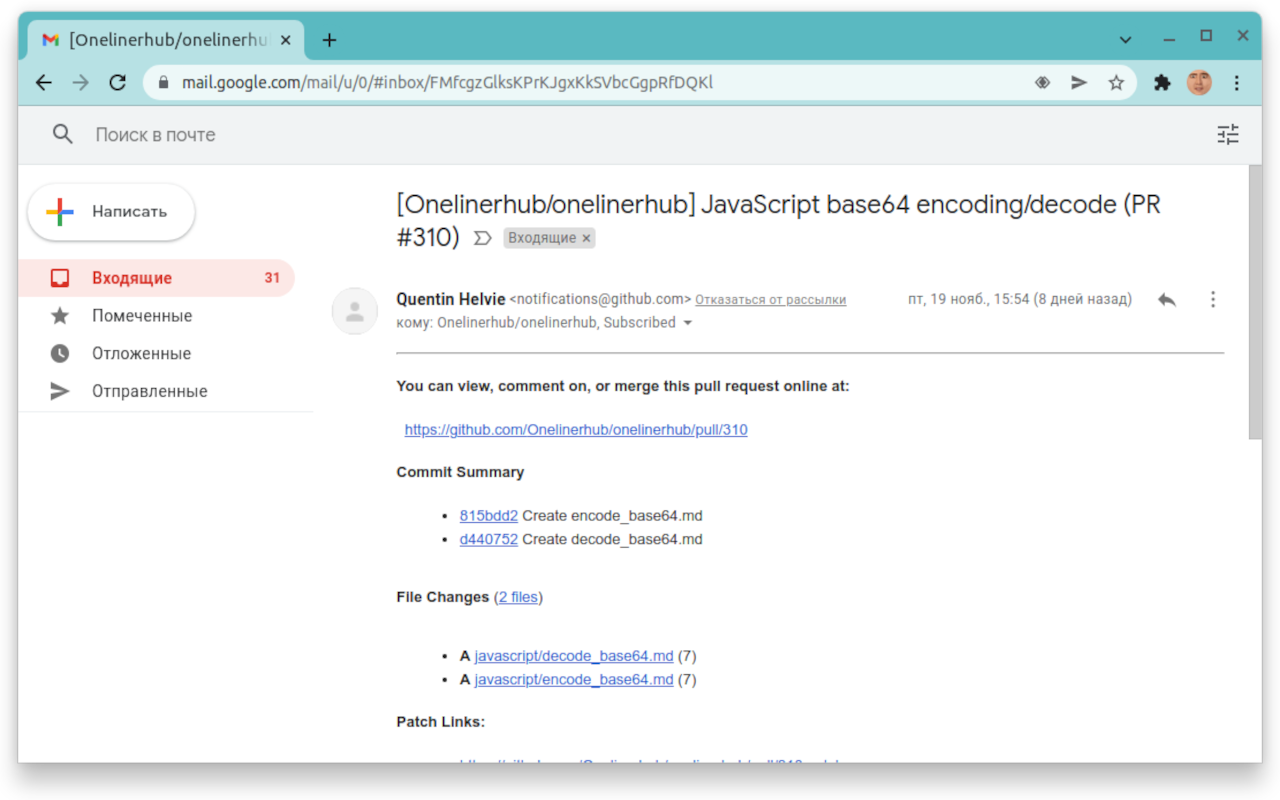 [Onelinerhub/onelinerhu
mail.google.com/mail/u/0/#inbox/FMfcgzGlksKPrKJgxKkSVbcGgpRfDQKl
Поиск в почте
Написать
Входящие 31
Помеченные
Отложенные
Отправленные
[Onelinerhub/onelinerhub] JavaScript base64 encoding/decode (PR
#310) Входящие ×
Quentin Helvie <notifications@github.com> Отказаться от рассылки пт, 19 нояб., 15:54 (8 дней назад)
кому: Onelinerhub/onelinerhub, Subscribed
You can view, comment on, or merge this pull request online at:
https://github.com/Onelinerhub/onelinerhub/pull/310
Commit Summary
• 815bdd2 Create encode_base64.md
• d440752 Create decode_base64.md
File Changes (2 files)
• A javascript/decode_base64.md (7)
• A javascript/encode_base64.md (7)
Patch Links: